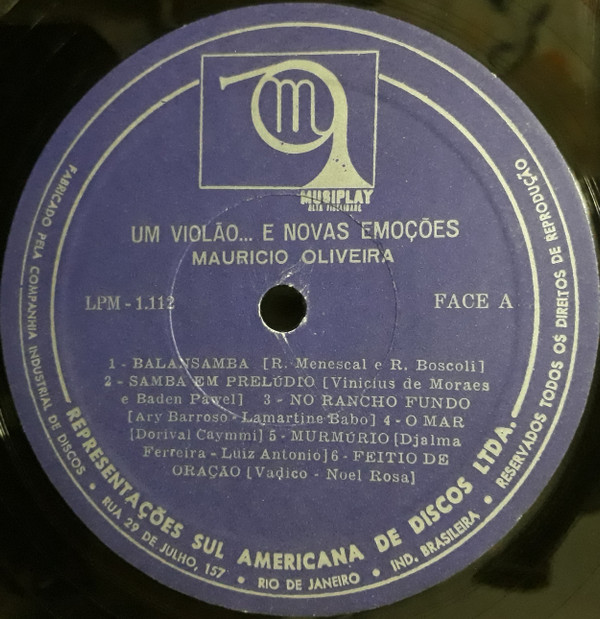 m
MUSIPLAY
ALTA FIDELIDADE
UM VIOLÃO... E NOVAS EMOÇÕES
MAURICIO OLIVEIRA
LPM - 1.112
FACE A
1 - BALANSAMBA [R. Menescal e R. Boscoli]
2 - SAMBA EM PRELÚDIO [Vinicius de Moraes
e Baden Pawel] 3 - NO RANCHO FUNDO
[Ary Barroso - Lamartine Babo] 4 - O MAR
[Dorival Caymmi] 5 - MURMÚRIO [Djalma
Ferreira - Luiz Antonio] 6 - FEITIO DE
ORAÇÃO [Vadico - Noel Rosa]
REPRESENTAÇÕES SUL AMERICANA DE DISCOS LTDA.
FABRICADO PELA COMPANHIA INDUSTRIAL DE DISCOS • RUA 29 DE JULHO, 157 • RIO DE JANEIRO • IND. BRASILEIRA • RESERVADOS TODOS OS DIREITOS DE REPRODUÇÃO